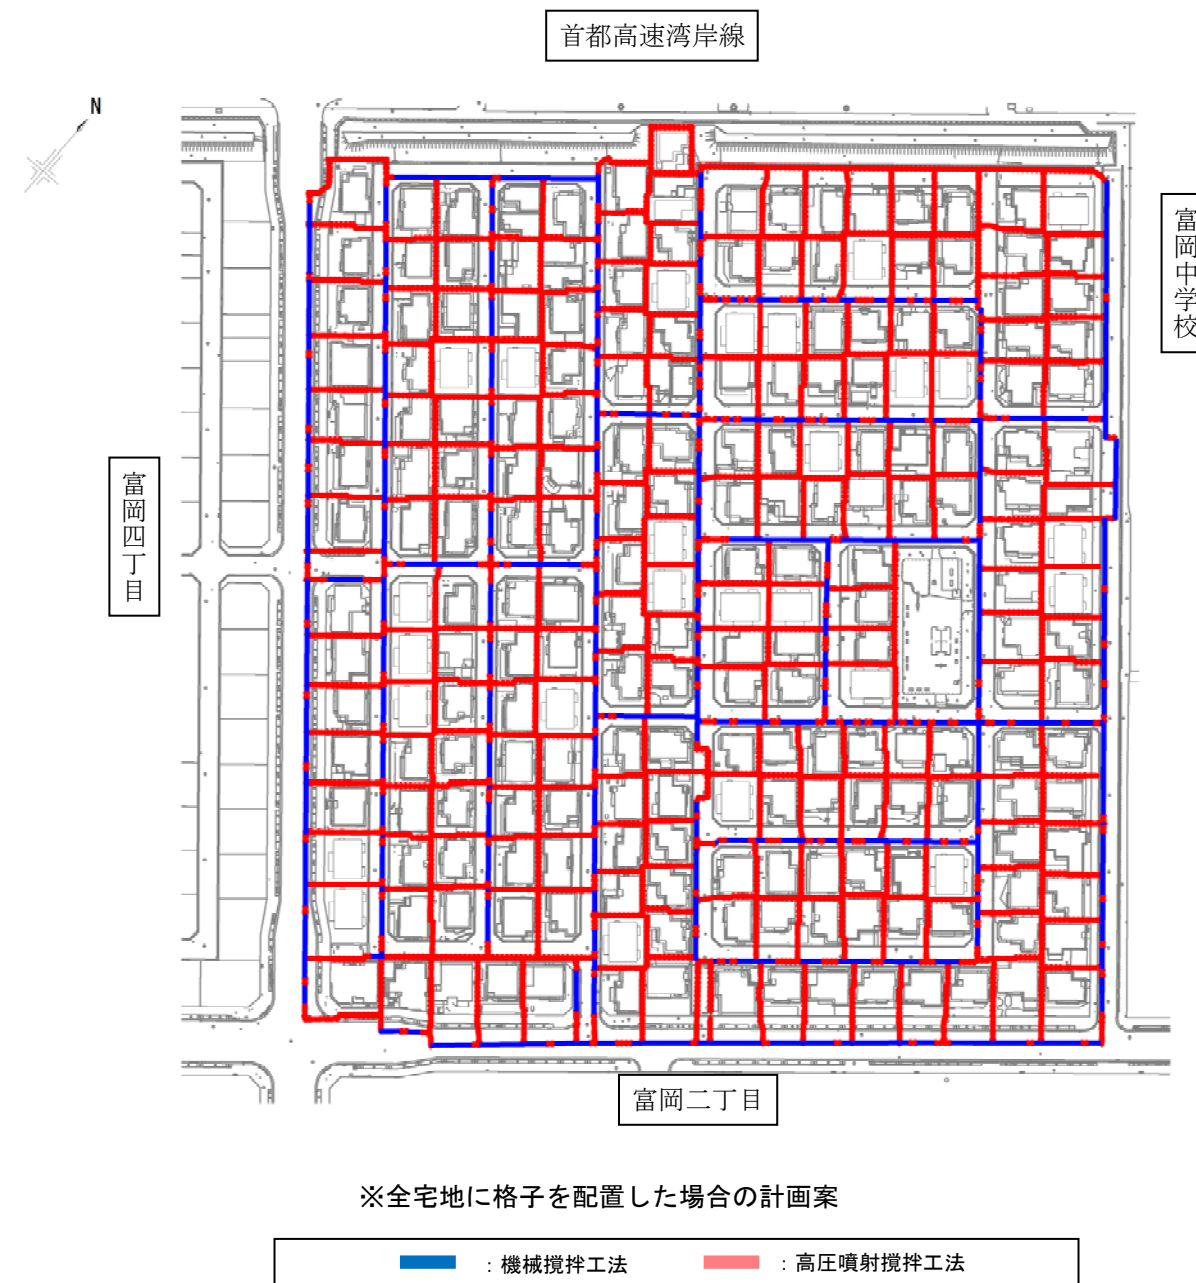 首都高速湾岸線
N
富岡中学校
富岡四丁目
富岡二丁目
※全宅地に格子を配置した場合の計画案
：機械撹拌工法 ：高圧噴射撹拌工法